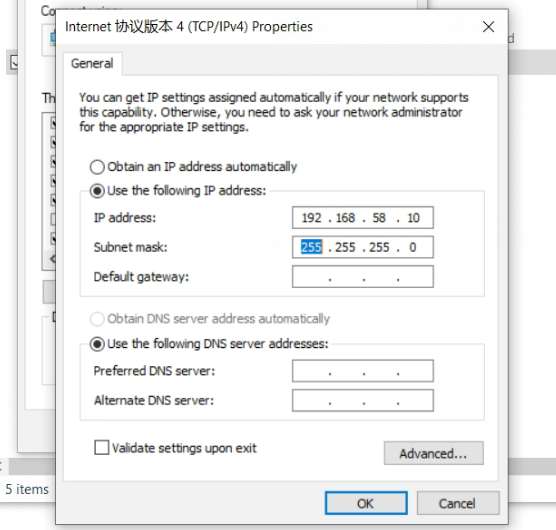 Internet 协议版本 4 (TCP/IPv4) Properties
General
You can get IP settings assigned automatically if your network supports
this capability. Otherwise, you need to ask your network administrator
for the appropriate IP settings.
Obtain an IP address automatically
Use the following IP address:
IP address: 192 . 168 . 58 . 10
Subnet mask: 255 . 255 . 255 . 0
Default gateway: . . .
Obtain DNS server address automatically
Use the following DNS server addresses:
Preferred DNS server: . . .
Alternate DNS server: . . .
Validate settings upon exit
Advanced...
5 items
OK Cancel